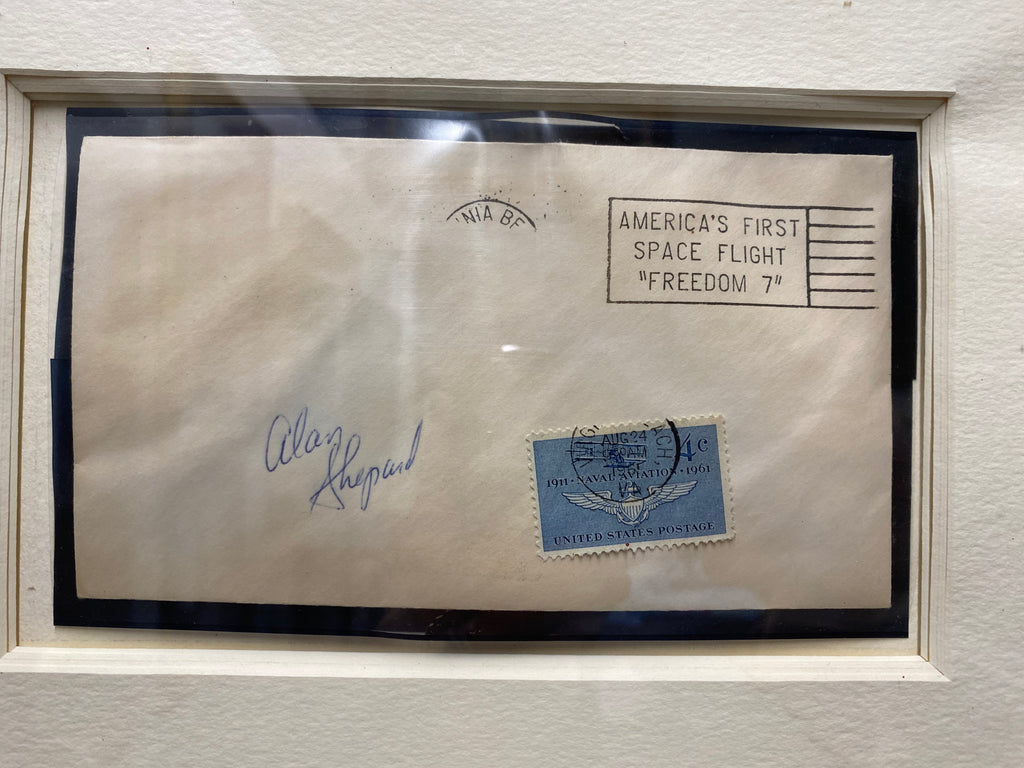 NIA BE
AMERICA'S FIRST
SPACE FLIGHT
"FREEDOM 7"
Alan
Shepard
AUG 24
AM
VA
4c
1911 · NAVAL AVIATION · 1961
UNITED STATES POSTAGE